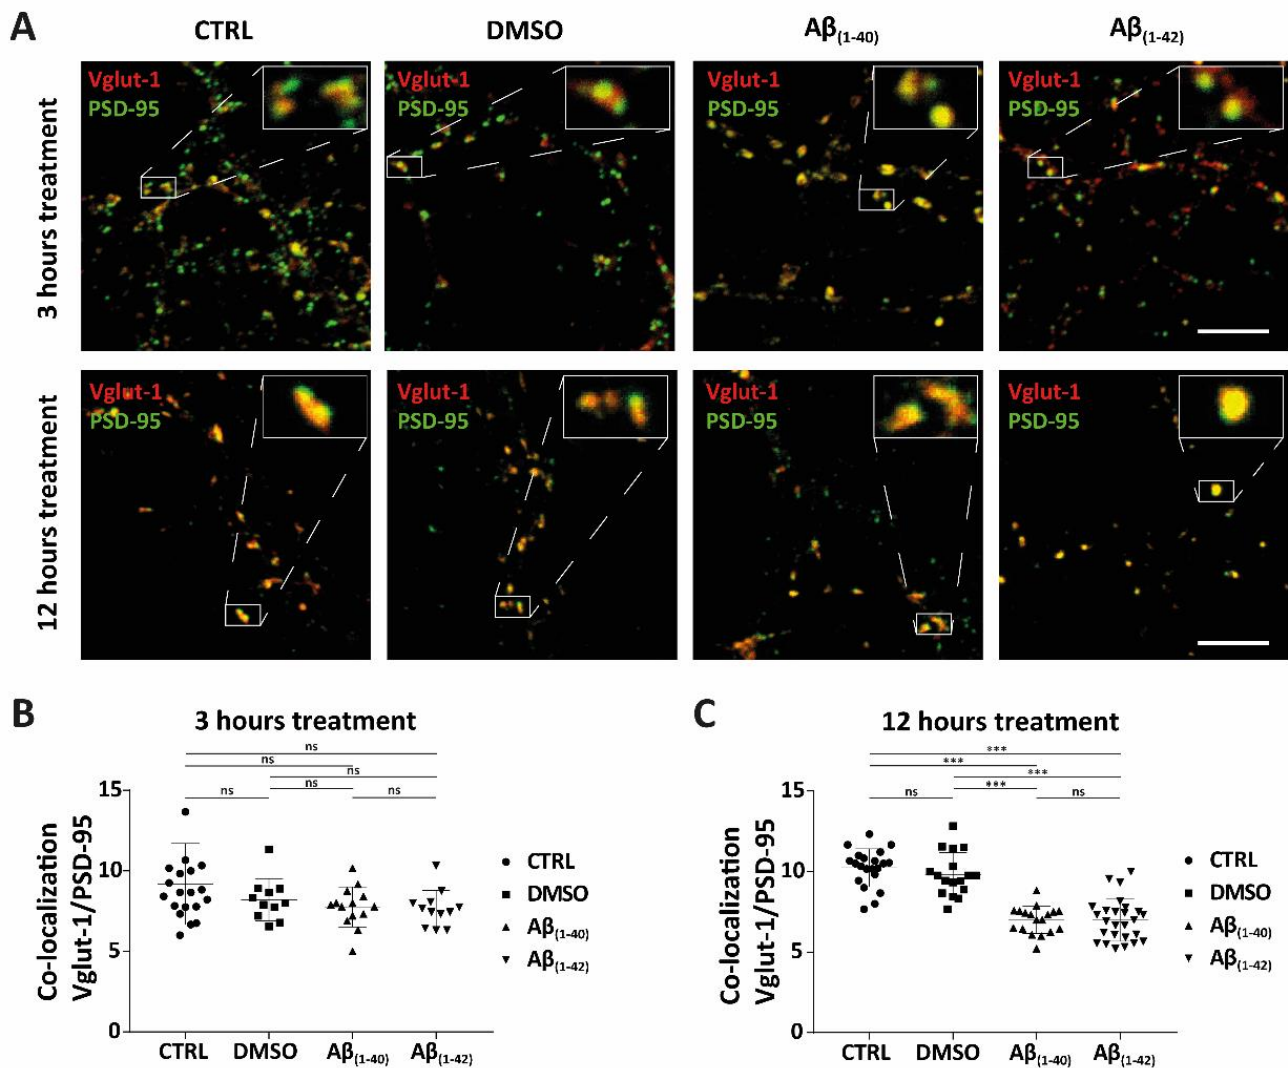 A
CTRL DMSO Aβ(1-40) Aβ(1-42)
3 hours treatment
Vglut-1 Vglut-1 Vglut-1 Vglut-1
PSD-95 PSD-95 PSD-95 PSD-95
12 hours treatment
Vglut-1 Vglut-1 Vglut-1 Vglut-1
PSD-95 PSD-95 PSD-95 PSD-95
B
3 hours treatment
ns
ns
ns
ns
ns
ns
Co-localization
Vglut-1/PSD-95
15
10
5
0
CTRL DMSO Aβ(1-40) Aβ(1-42)
CTRL
DMSO
Aβ(1-40)
Aβ(1-42)
C
12 hours treatment
***
***
***
***
ns
ns
Co-localization
Vglut-1/PSD-95
15
10
5
0
CTRL DMSO Aβ(1-40) Aβ(1-42)
CTRL
DMSO
Aβ(1-40)
Aβ(1-42)